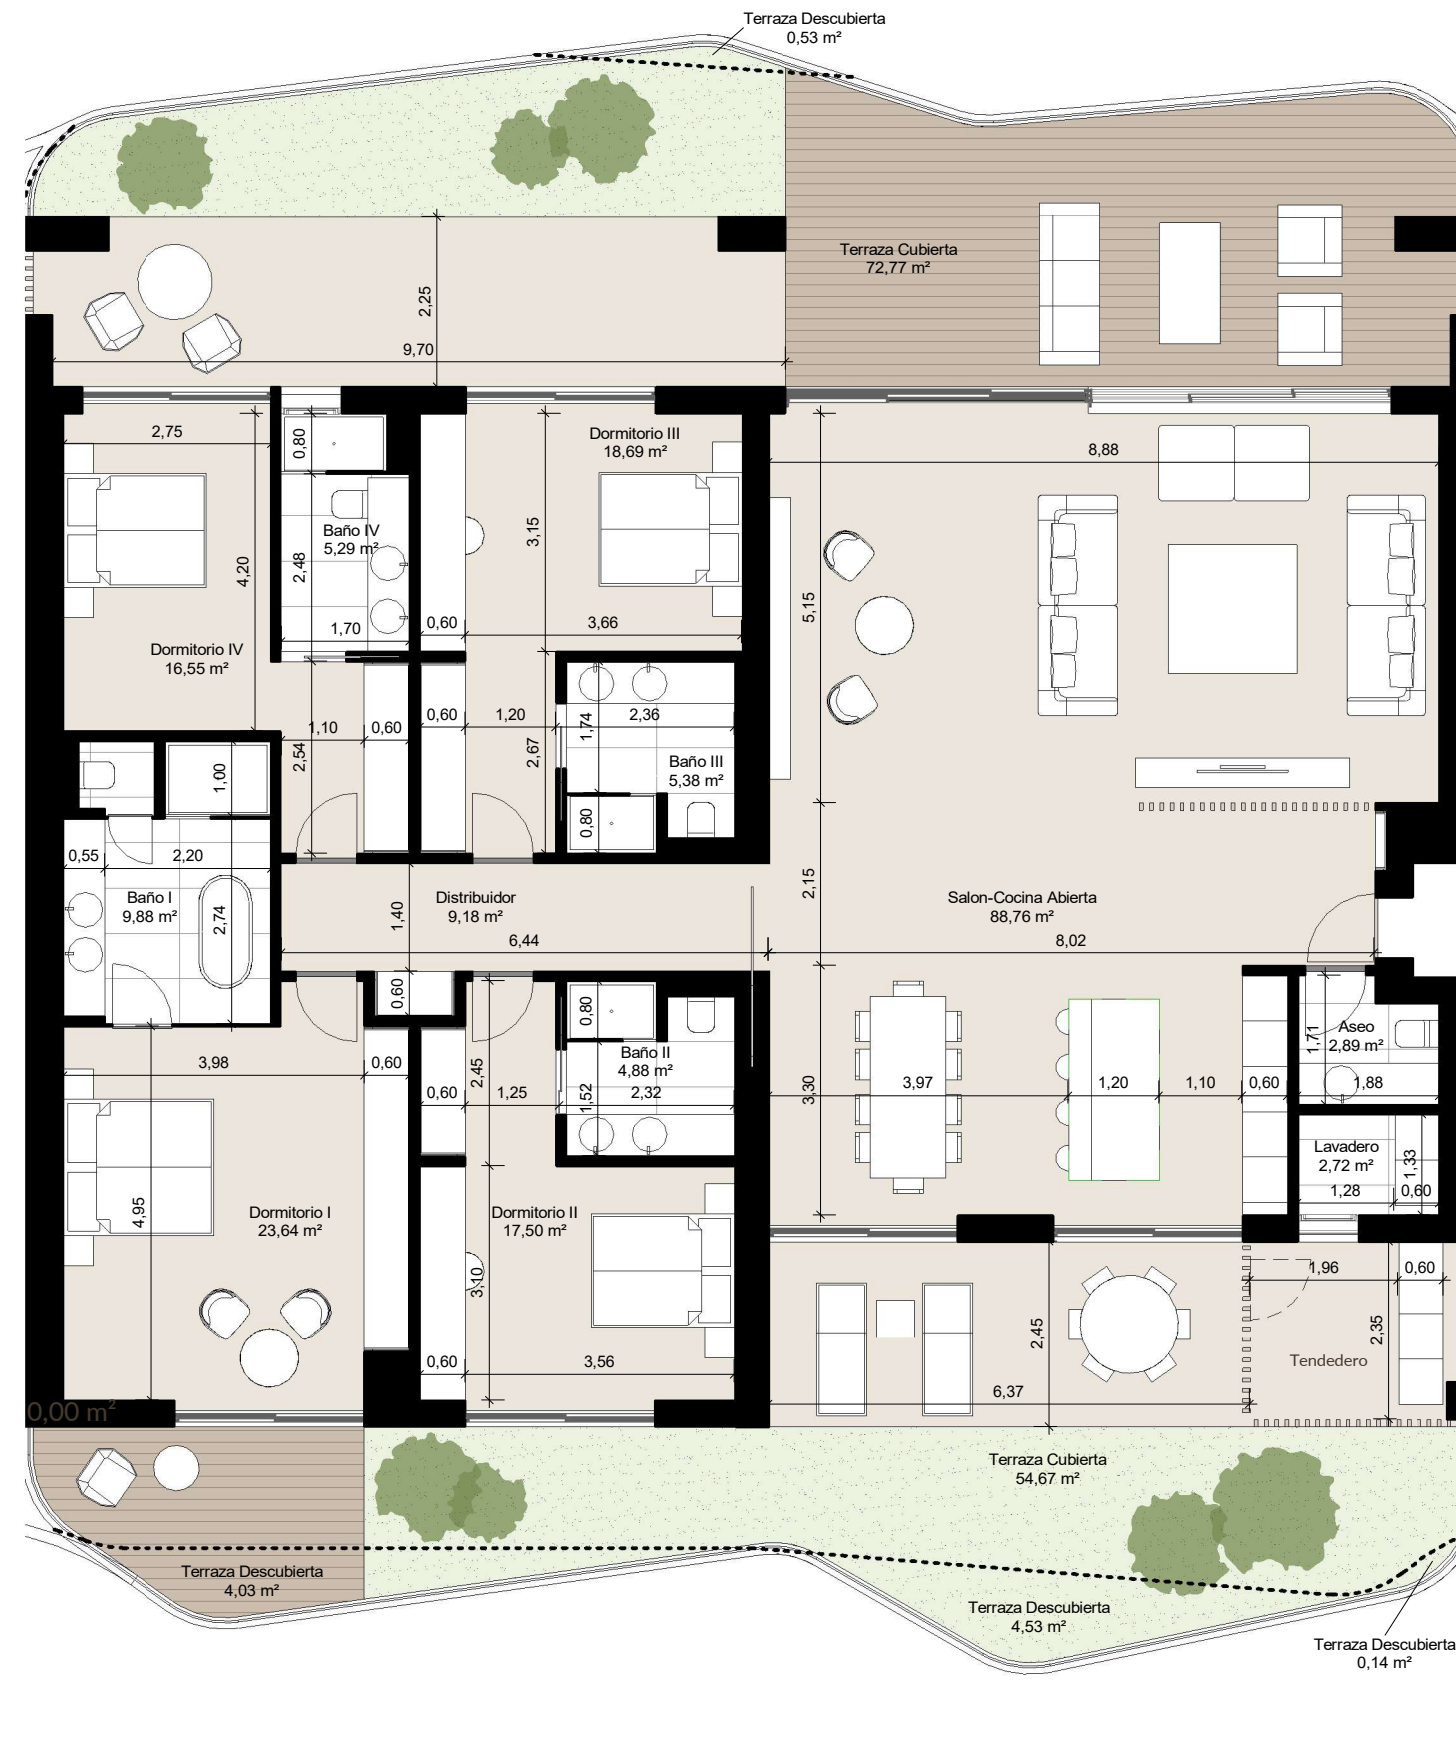 Terraza Descubierta
0,53 m²
Terraza Cubierta
72,77 m²
2,25
9,70
2,75
0,80
Dormitorio III
18,69 m²
8,88
Baño IV
5,29 m²
3,15
2,48
4,20
5,15
1,70
0,60
3,66
Dormitorio IV
16,55 m²
1,10
0,60
0,60
1,20
1,74
2,36
2,54
2,67
1,00
Baño III
5,38 m²
0,80
0,55
2,20
2,15
Baño I
9,88 m²
2,74
1,40
Distribuidor
9,18 m²
Salon-Cocina Abierta
88,76 m²
6,44
8,02
0,60
0,80
Aseo
2,89 m²
1,71
Baño II
4,88 m²
3,98
0,60
2,45
0,60
1,25
1,52
2,32
3,30
3,97
1,20
1,10
0,60
1,88
Lavadero
2,72 m²
1,33
1,28
0,60
4,95
Dormitorio I
23,64 m²
Dormitorio II
17,50 m²
3,10
1,96
0,60
2,45
2,35
0,60
3,56
Tendedero
6,37
0,00 m²
Terraza Cubierta
54,67 m²
Terraza Descubierta
4,03 m²
Terraza Descubierta
4,53 m²
Terraza Descubierta
0,14 m²